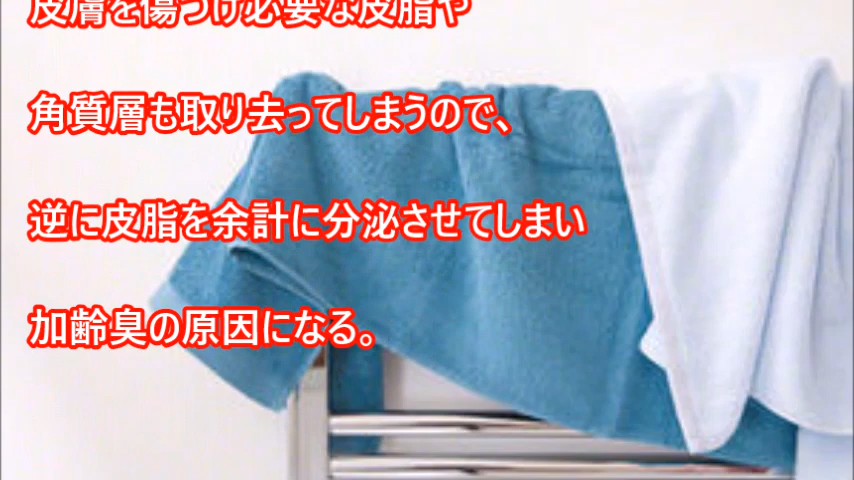 皮膚を傷つけ必要な皮脂や
角質層も取り去ってしまうので、
逆に皮脂を余計に分泌させてしまい
加齢臭の原因になる。